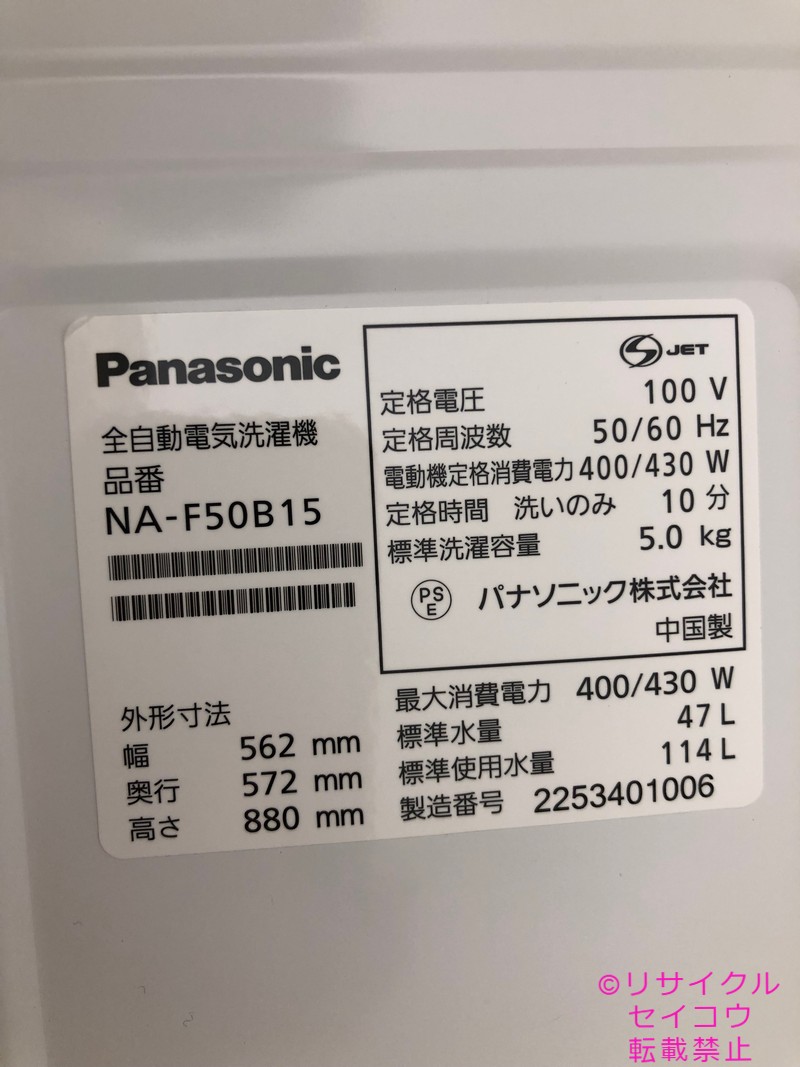 Panasonic
全自動電気洗濯機
品番
NA-F50B15
外形寸法
幅 562 mm
奥行 572 mm
高さ 880 mm
S JET
定格電圧 100 V
定格周波数 50/60 Hz
電動機定格消費電力 400/430 W
定格時間 洗いのみ 10 分
標準洗濯容量 5.0 kg
PS
E
パナソニック株式会社
中国製
最大消費電力 400/430 W
標準水量 47 L
標準使用水量 114 L
製造番号 2253401006
©リサイクル
セイコウ
転載禁止